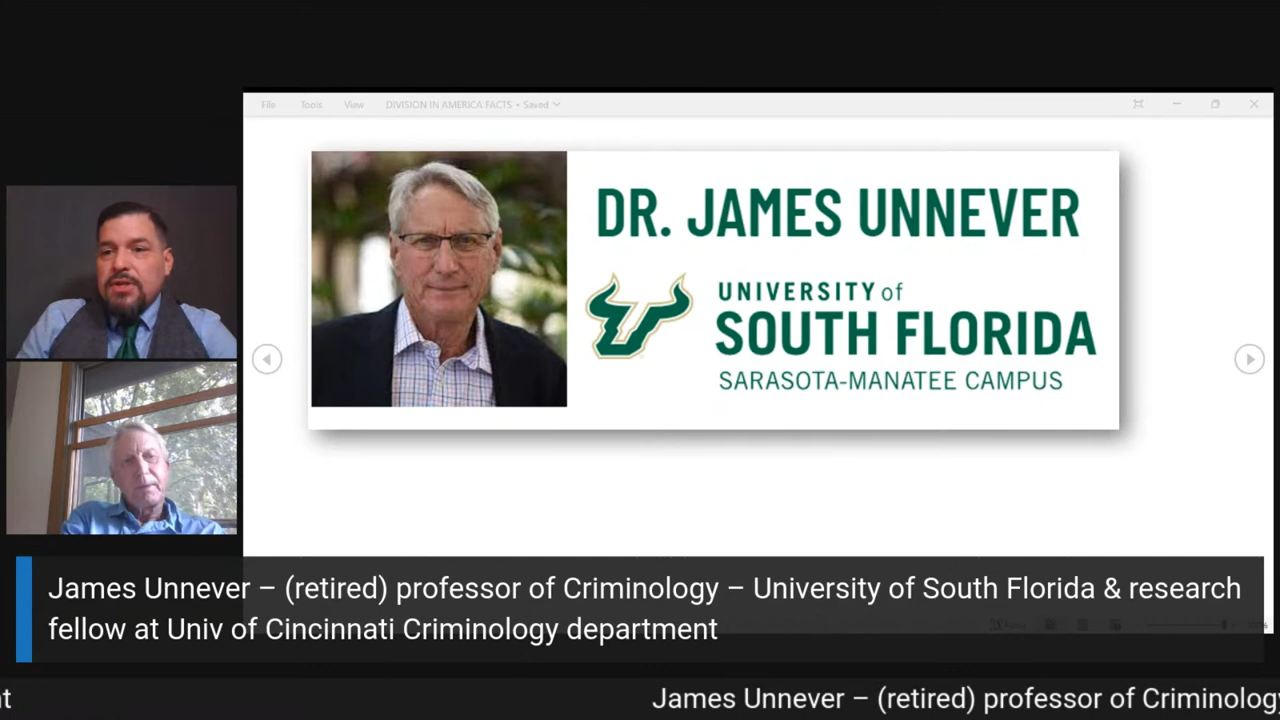 File Tools View DIVISION IN AMERICA FACTS • Saved
DR. JAMES UNNEVER
UNIVERSITY of
SOUTH FLORIDA
SARASOTA-MANATEE CAMPUS
James Unnever – (retired) professor of Criminology – University of South Florida & research
fellow at Univ of Cincinnati Criminology department
James Unnever – (retired) professor of Criminology